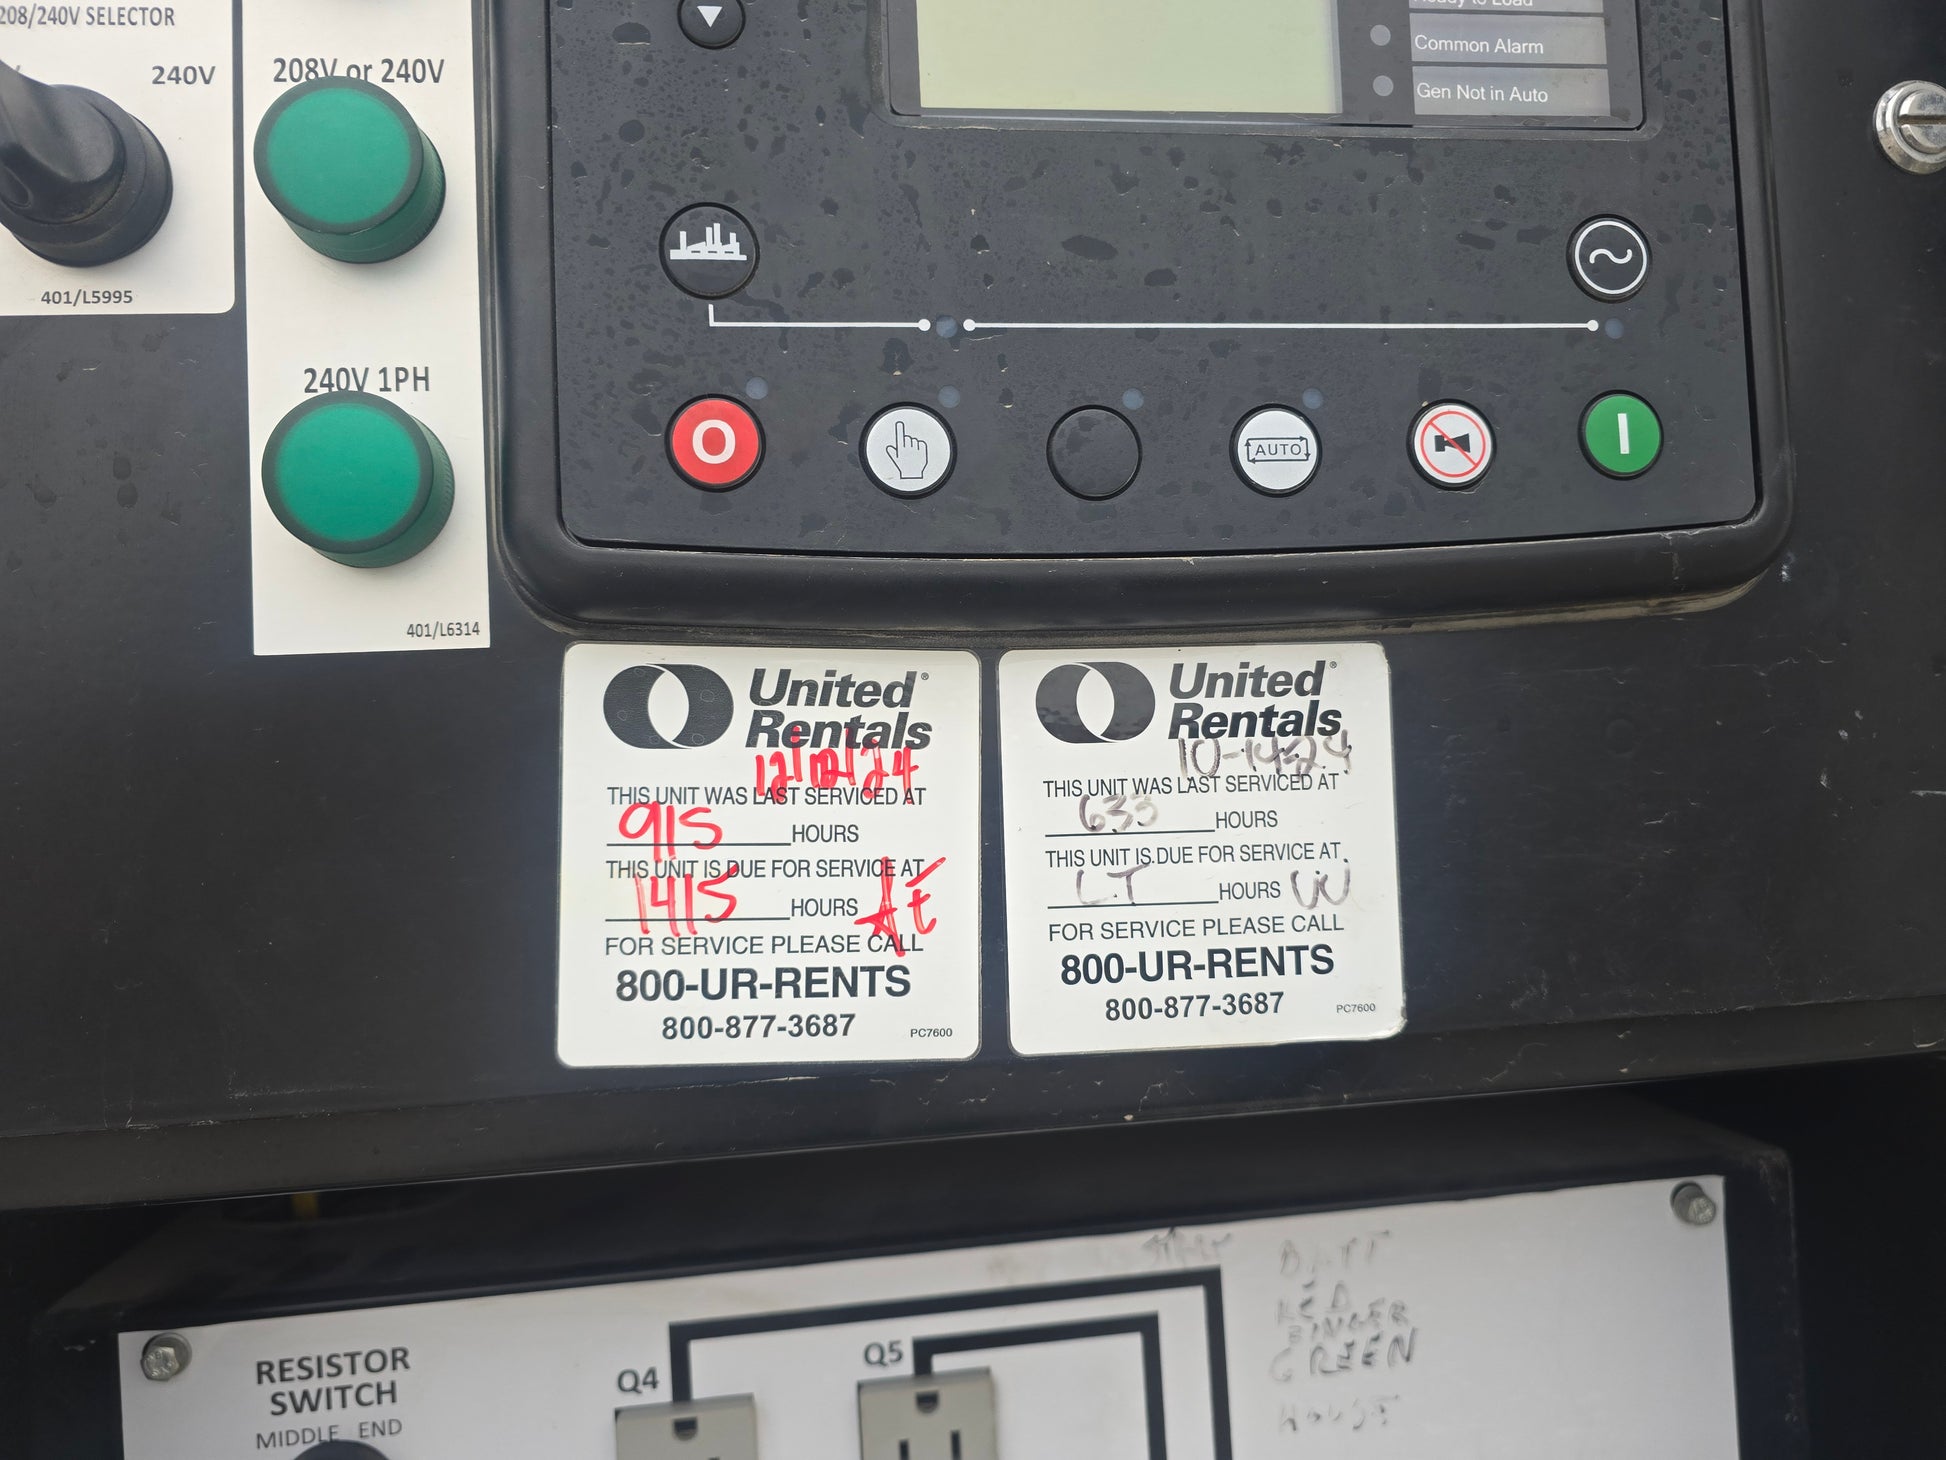 208/240V SELECTOR
240V
401/L5995
208V or 240V
240V 1PH
401/L6314
Common Alarm
Gen Not in Auto
O
AUTO
I
United®
Rentals
12/12/24
THIS UNIT WAS LAST SERVICED AT
915 HOURS
THIS UNIT IS DUE FOR SERVICE AT
1415 HOURS
FOR SERVICE PLEASE CALL
800-UR-RENTS
800-877-3687
PC7600
United®
Rentals
10-14-24
THIS UNIT WAS LAST SERVICED AT
633 HOURS
THIS UNIT IS DUE FOR SERVICE AT
L.T HOURS
FOR SERVICE PLEASE CALL
800-UR-RENTS
800-877-3687
PC7600
RESISTOR
SWITCH
MIDDLE END
Q4
Q5
BATT
GREEN